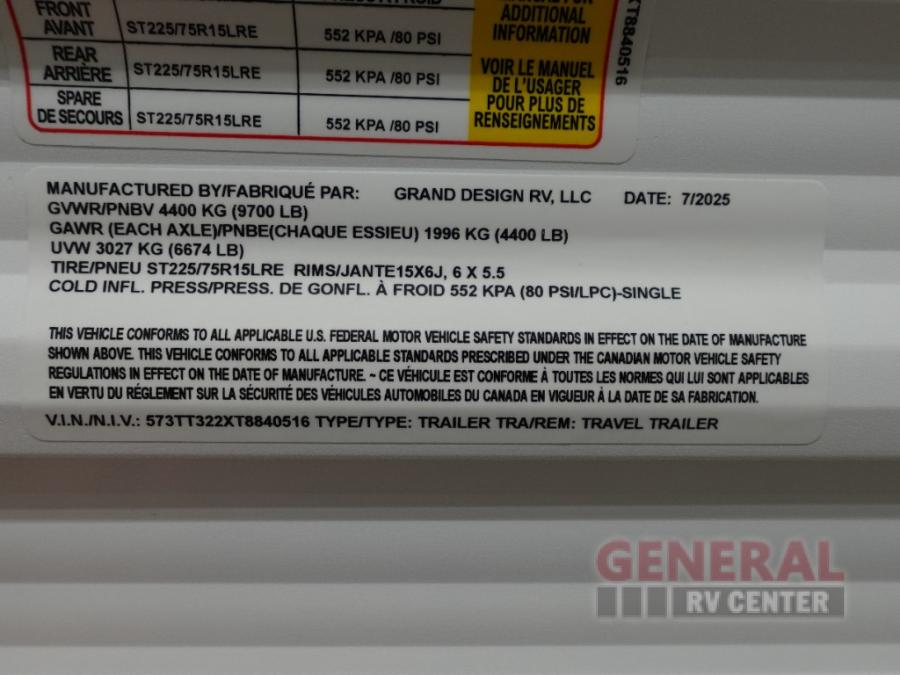 FRONT
AVANT
ST225/75R15LRE
552 KPA /80 PSI
REAR
ARRIÈRE
ST225/75R15LRE
552 KPA /80 PSI
SPARE
DE SECOURS
ST225/75R15LRE
552 KPA /80 PSI
MANUAL FOR
ADDITIONAL
INFORMATION
VOIR LE MANUEL
DE L'USAGER
POUR PLUS DE
RENSEIGNEMENTS
XT8840516
MANUFACTURED BY/FABRIQUÉ PAR: GRAND DESIGN RV, LLC DATE: 7/2025
GVWR/PNBV 4400 KG (9700 LB)
GAWR (EACH AXLE)/PNBE(CHAQUE ESSIEU) 1996 KG (4400 LB)
UVW 3027 KG (6674 LB)
TIRE/PNEU ST225/75R15LRE RIMS/JANTE15X6J, 6 X 5.5
COLD INFL. PRESS/PRESS. DE GONFL. À FROID 552 KPA (80 PSI/LPC)-SINGLE
THIS VEHICLE CONFORMS TO ALL APPLICABLE U.S. FEDERAL MOTOR VEHICLE SAFETY STANDARDS IN EFFECT ON THE DATE OF MANUFACTURE
SHOWN ABOVE. THIS VEHICLE CONFORMS TO ALL APPLICABLE STANDARDS PRESCRIBED UNDER THE CANADIAN MOTOR VEHICLE SAFETY
REGULATIONS IN EFFECT ON THE DATE OF MANUFACTURE. ~ CE VÉHICULE EST CONFORME À TOUTES LES NORMES QUI LUI SONT APPLICABLES
EN VERTU DU RÉGLEMENT SUR LA SÉCURITÉ DES VÉHICULES AUTOMOBILES DU CANADA EN VIGUEUR À LA DATE DE SA FABRICATION.
V.I.N./N.I.V.: 573TT322XT8840516 TYPE/TYPE: TRAILER TRA/REM: TRAVEL TRAILER
GENERAL
RV CENTER